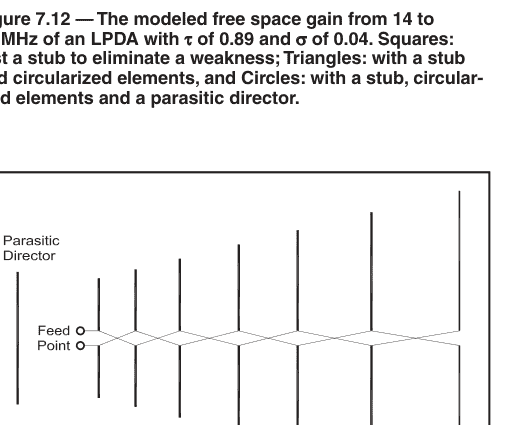 gure 7.12 — The modeled free space gain from 14 to
MHz of an LPDA with τ of 0.89 and σ of 0.04. Squares:
st a stub to eliminate a weakness; Triangles: with a stub
d circularized elements, and Circles: with a stub, circular-
d elements and a parasitic director.
Parasitic
Director
Feed
Point